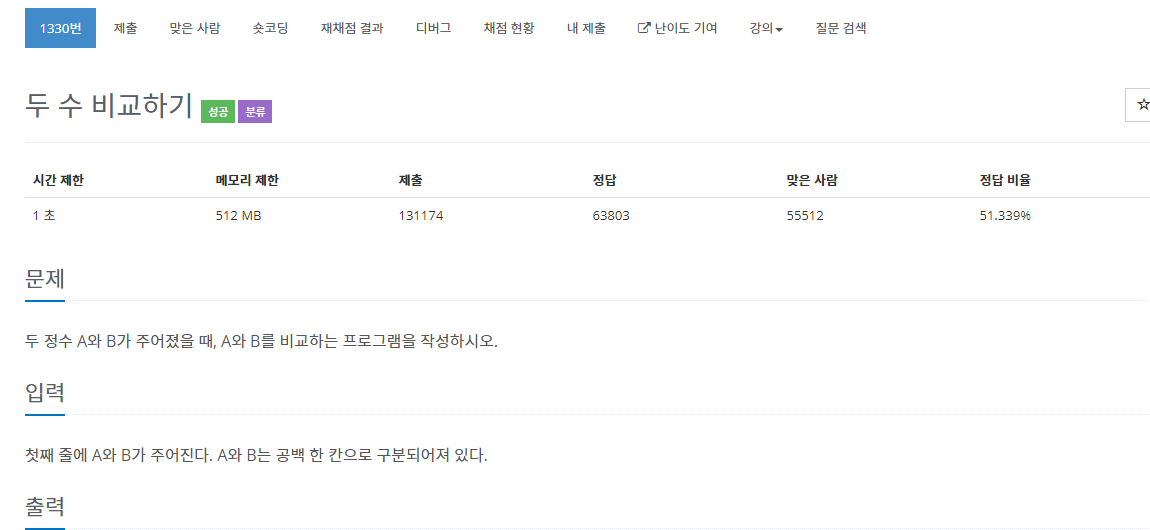 1330번 제출 맞은 사람 숏코딩 재채점 결과 디버그 채점 현황 내 제출 난이도 기여 강의 질문 검색
두 수 비교하기 성공 분류
시간 제한 메모리 제한 제출 정답 맞은 사람 정답 비율
1 초 512 MB 131174 63803 55512 51.339%
문제
두 정수 A와 B가 주어졌을 때, A와 B를 비교하는 프로그램을 작성하시오.
입력
첫째 줄에 A와 B가 주어진다. A와 B는 공백 한 칸으로 구분되어져 있다.
출력